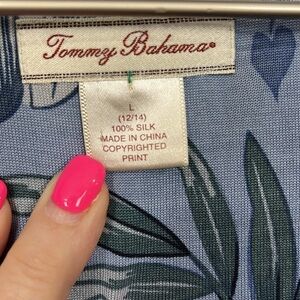 Tommy Bahama®
L
(12/14)
100% SILK
MADE IN CHINA
COPYRIGHTED
PRINT